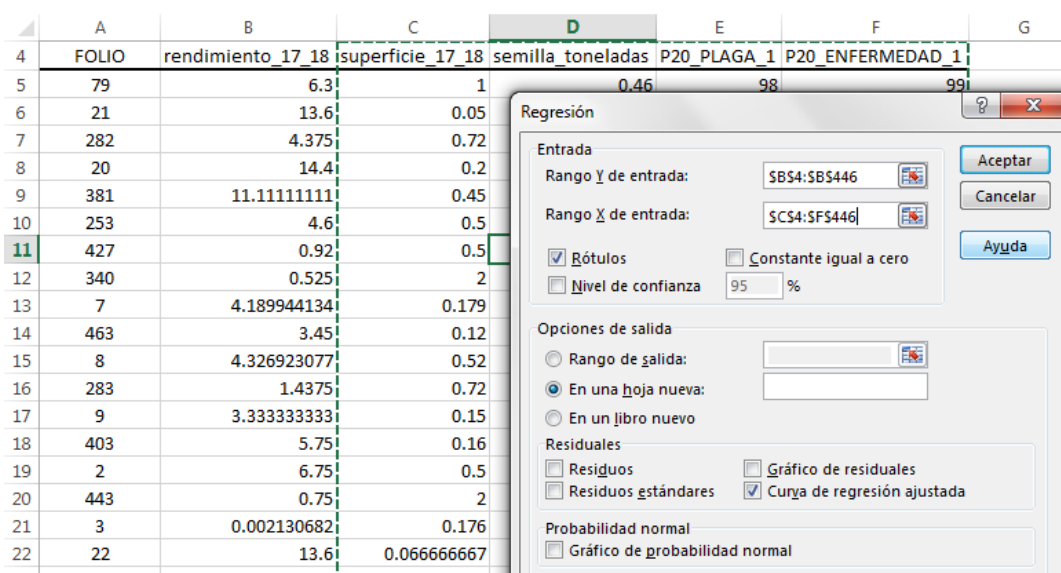 A B C D E F G
4 FOLIO rendimiento_17_18 superficie_17_18 semilla_toneladas P20_PLAGA_1 P20_ENFERMEDAD_1
5 79 6.3 1 0.46 98 99
6 21 13.6 0.05
7 282 4.375 0.72
8 20 14.4 0.2
9 381 11.11111111 0.45
10 253 4.6 0.5
11 427 0.92 0.5
12 340 0.525 2
13 7 4.189944134 0.179
14 463 3.45 0.12
15 8 4.326923077 0.52
16 283 1.4375 0.72
17 9 3.333333333 0.15
18 403 5.75 0.16
19 2 6.75 0.5
20 443 0.75 2
21 3 0.002130682 0.176
22 22 13.6 0.066666667
Regresión
? X
Entrada
Rango Y de entrada: $B$4:$B$446
Rango X de entrada: $C$4:$F$446
Rótulos Constante igual a cero
Nivel de confianza 95 %
Aceptar
Cancelar
Ayuda
Opciones de salida
Rango de salida:
En una hoja nueva:
En un libro nuevo
Residuales
Residuos Gráfico de residuales
Residuos estándares Curva de regresión ajustada
Probabilidad normal
Gráfico de probabilidad normal